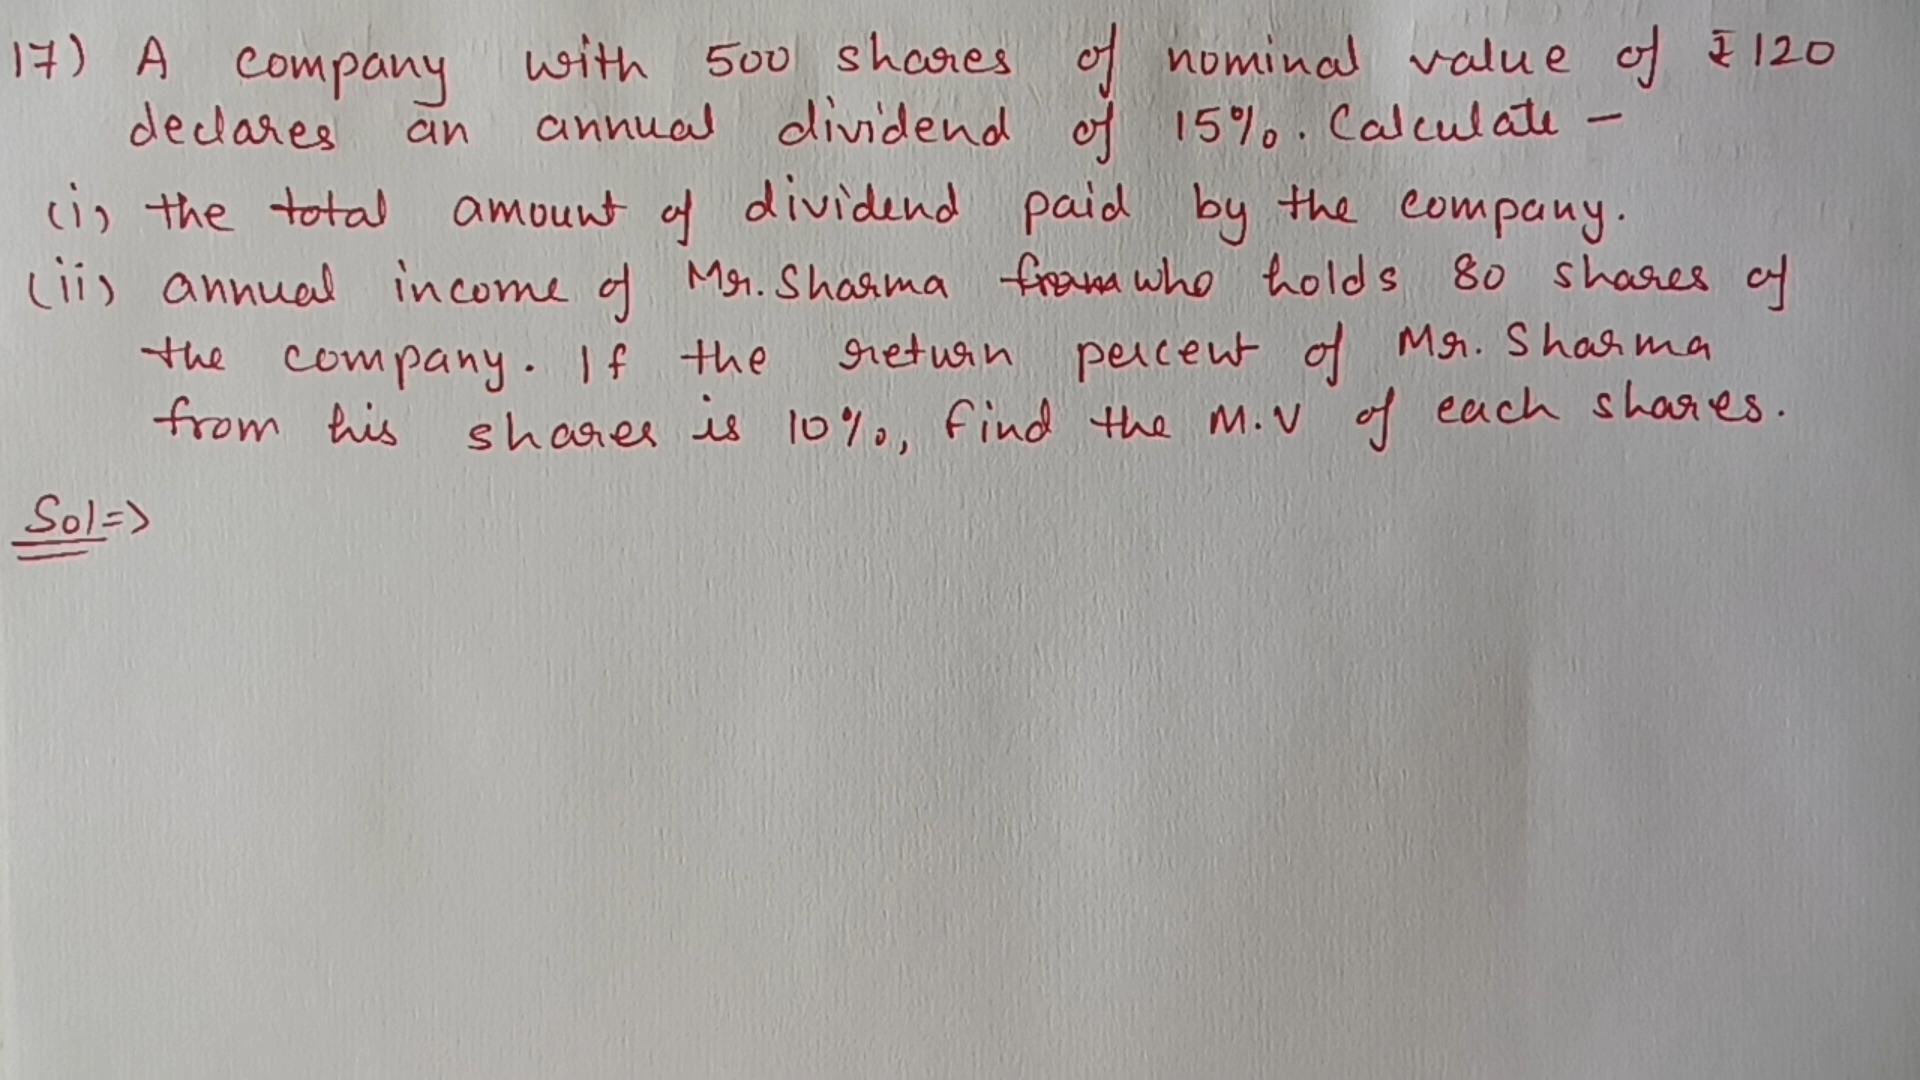 17) A company with 500 shares of nominal value of ₹120
declares an annual dividend of 15%. Calculate -
(i) the total amount of dividend paid by the company.
(ii) annual income of Mr. Sharma from who holds 80 shares of
the company. If the return percent of Mr. Sharma
from his shares is 10%, find the M.V of each shares.
Sol=>